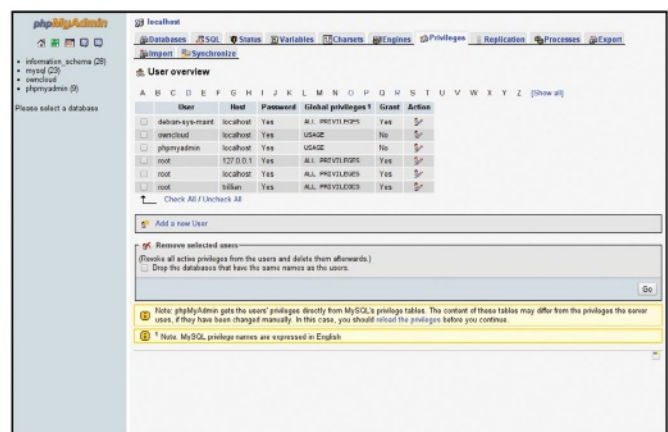 phpMyAdmin
information_schema (28)
mysql (23)
owncloud
phpmyadmin (9)
Please select a database
localhost
Databases SQL Status Variables Charsets Engines Privileges Replication Processes Export
Import Synchronize
User overview
A B C D E F G H I J K L M N O P Q R S T U V W X Y Z [Show all]
User Host Password Global privileges 1 Grant Action
debian-sys-maint localhost Yes ALL PRIVILEGES Yes
owncloud localhost Yes USAGE No
phpmyadmin localhost Yes USAGE No
root 127.0.0.1 Yes ALL PRIVILEGES Yes
root localhost Yes ALL PRIVILEGES Yes
root trillian Yes ALL PRIVILEGES Yes
Check All / Uncheck All
Add a new User
Remove selected users
(Revoke all active privileges from the users and delete them afterwards.)
Drop the databases that have the same names as the users.
Go
Note: phpMyAdmin gets the users' privileges directly from MySQL's privilege tables. The content of these tables may differ from the privileges the server
uses, if they have been changed manually. In this case, you should reload the privileges before you continue.
1 Note: MySQL privilege names are expressed in English